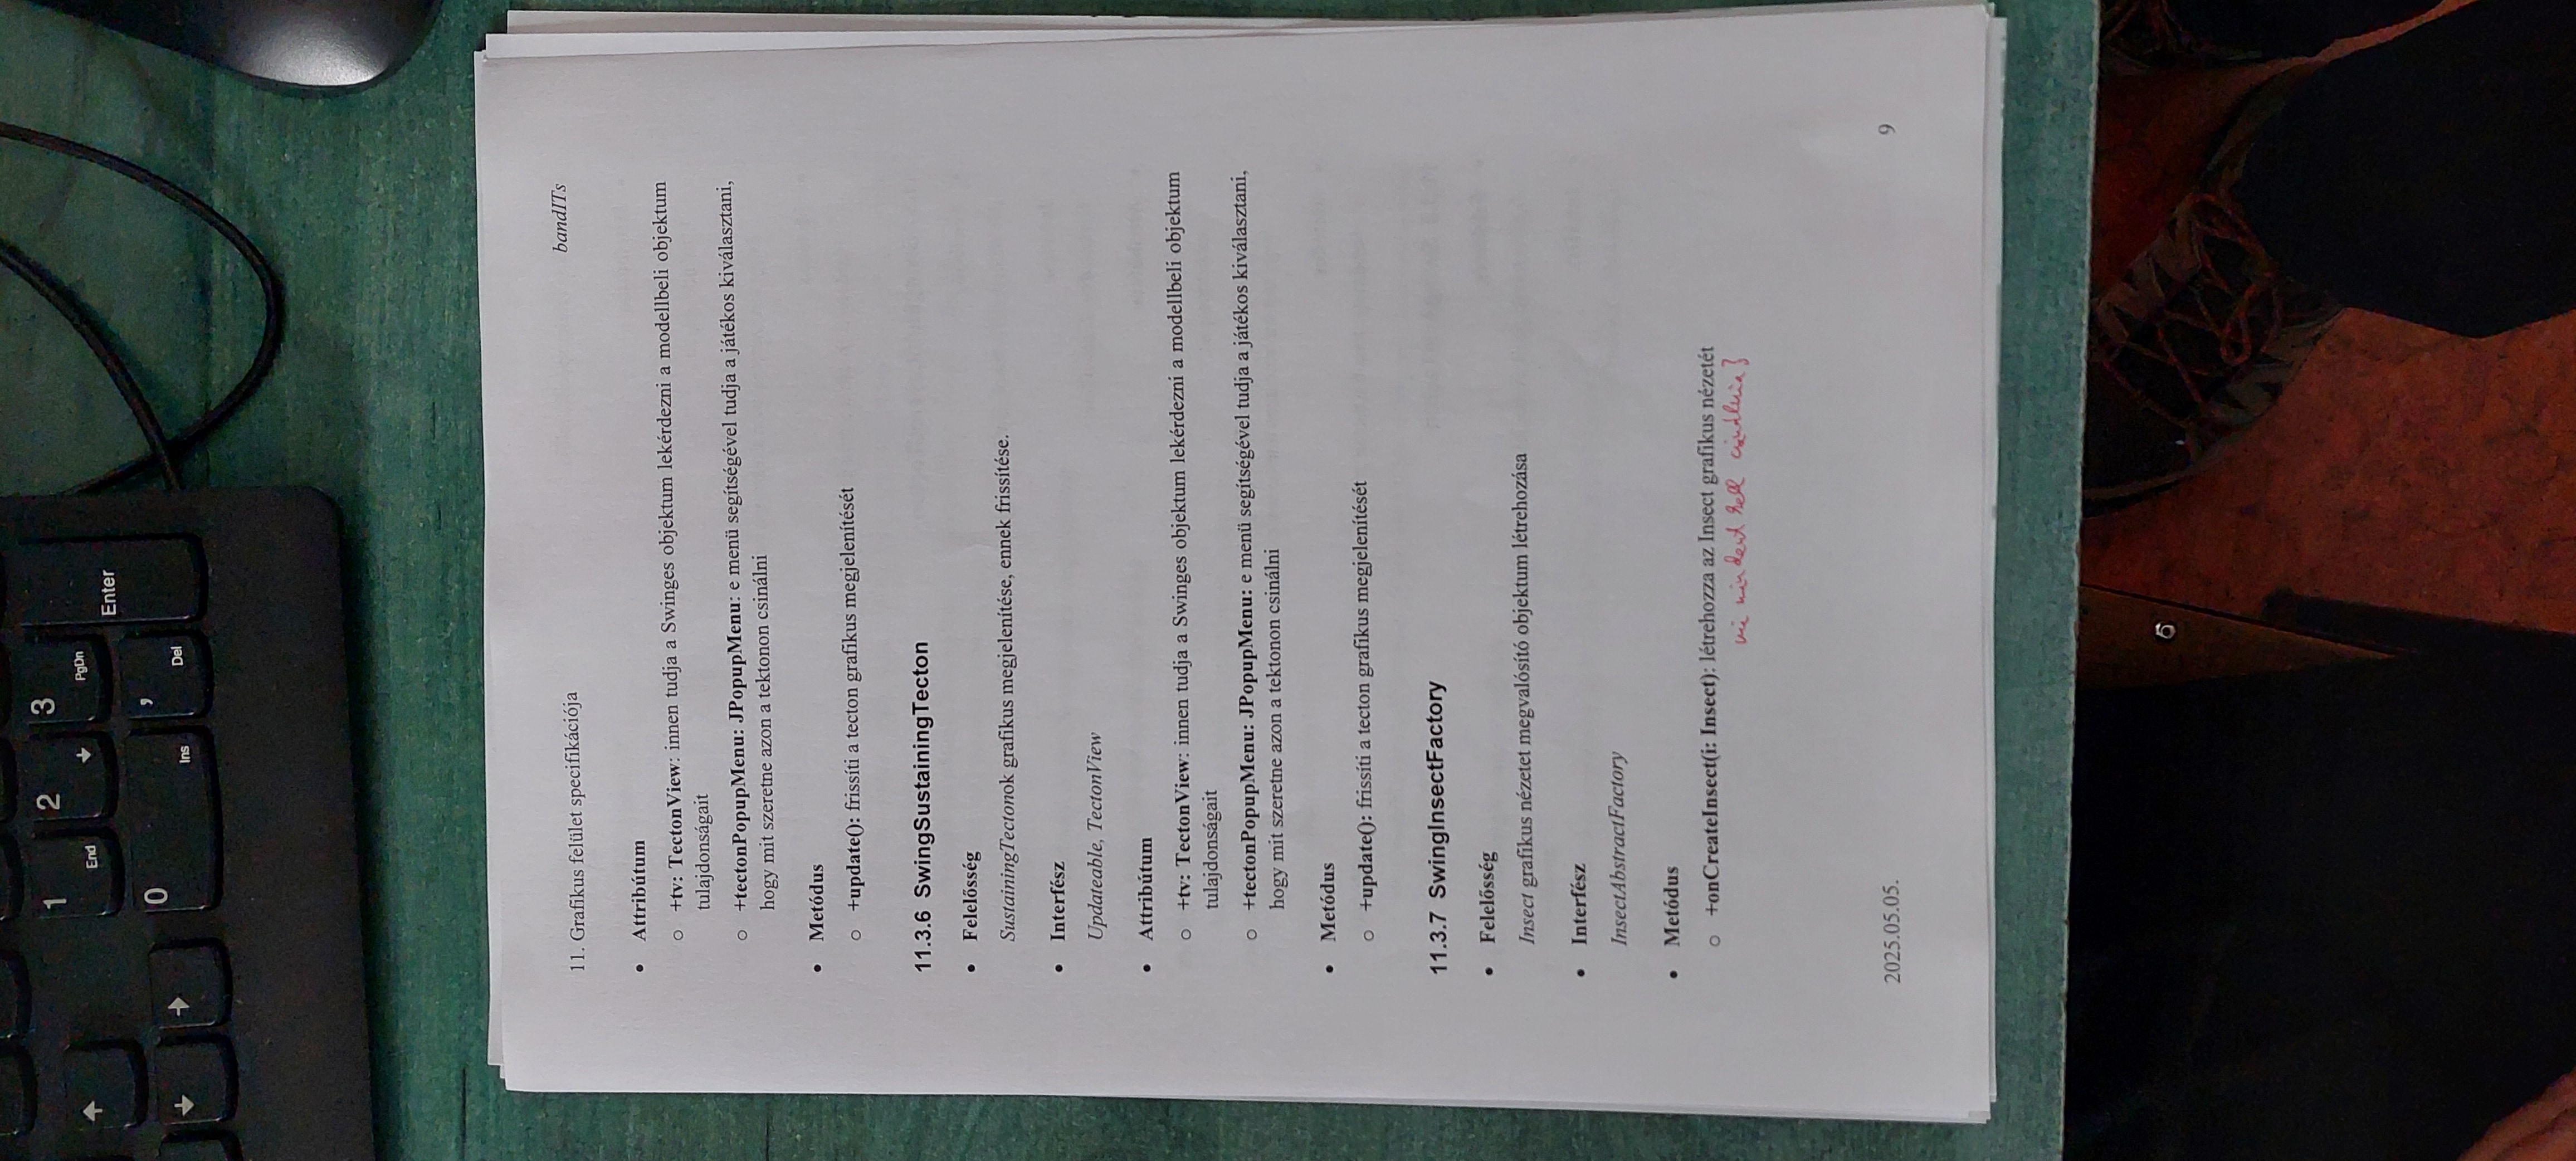 1
End
2
3
PgDn
Enter
0
Ins
,
Del
11. Grafikus felület specifikációja
bandITs
• Attribútum
o +tv: TectonView: innen tudja a Swinges objektum lekérdezni a modellbeli objektum
tulajdonságait
o +tectonPopupMenu: JPopupMenu: e menü segítségével tudja a játékos kiválasztani,
hogy mit szeretne azon a tektonon csinálni
• Metódus
o +update(): frissíti a tecton grafikus megjelenítését
11.3.6 SwingSustainingTecton
• Felelősség
SustainingTectonok grafikus megjelenítése, ennek frissítése.
• Interfész
Updateable, TectonView
• Attribútum
o +tv: TectonView: innen tudja a Swinges objektum lekérdezni a modellbeli objektum
tulajdonságait
o +tectonPopupMenu: JPopupMenu: e menü segítségével tudja a játékos kiválasztani,
hogy mit szeretne azon a tektonon csinálni
• Metódus
o +update(): frissíti a tecton grafikus megjelenítését
11.3.7 SwingInsectFactory
• Felelősség
Insect grafikus nézetet megvalósító objektum létrehozása
• Interfész
InsectAbstractFactory
• Metódus
o +onCreateInsect(i: Insect): létrehozza az Insect grafikus nézetét
mindent kell csinálnia
2025.05.05.
9